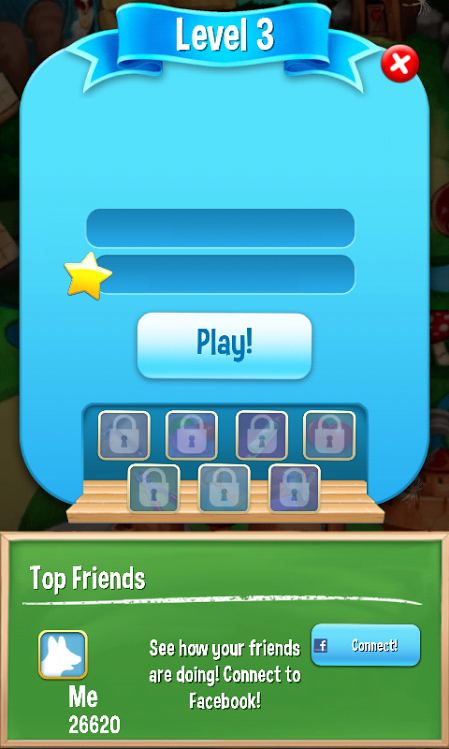 Level 3
Play!
Top Friends
Me
26620
See how your friends
are doing! Connect to
Facebook!
f
Connect!